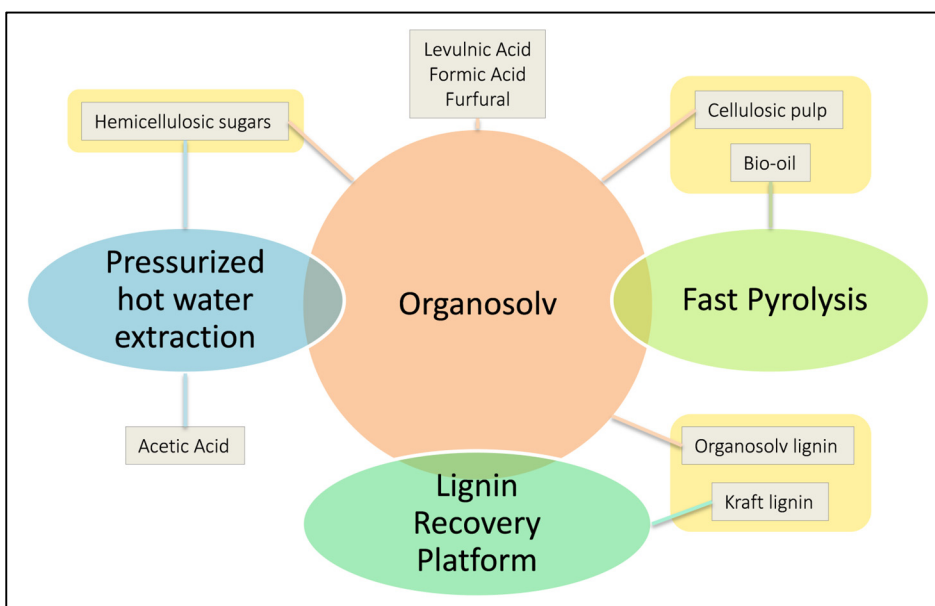 Levulnic Acid
Formic Acid
Furfural
Hemicellulosic sugars
Cellulosic pulp
Bio-oil
Pressurized
hot water
extraction
Organosolv
Fast Pyrolysis
Acetic Acid
Organosolv lignin
Kraft lignin
Lignin
Recovery
Platform